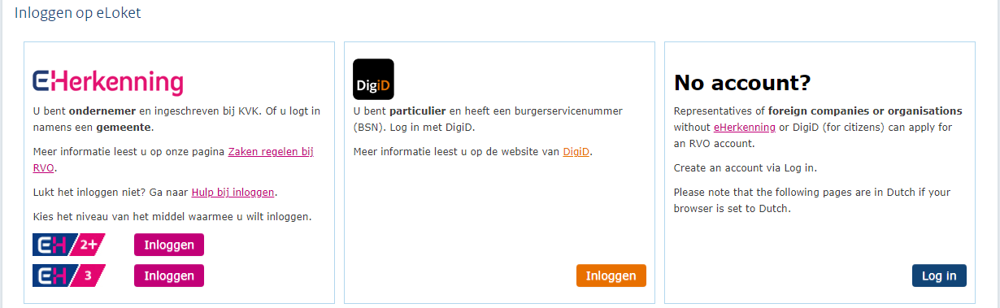 Inloggen op eLoket
eHerkenning
U bent ondernemer en ingeschreven bij KVK. Of u logt in
namens een gemeente.
Meer informatie leest u op onze pagina Zaken regelen bij
RVO.
Lukt het inloggen niet? Ga naar Hulp bij inloggen.
Kies het niveau van het middel waarmee u wilt inloggen.
EH 2+ Inloggen
EH 3 Inloggen
DigiD
U bent particulier en heeft een burgerservicenummer
(BSN). Log in met DigiD.
Meer informatie leest u op de website van DigiD.
Inloggen
No account?
Representatives of foreign companies or organisations
without eHerkenning or DigiD (for citizens) can apply for
an RVO account.
Create an account via Log in.
Please note that the following pages are in Dutch if your
browser is set to Dutch.
Log in